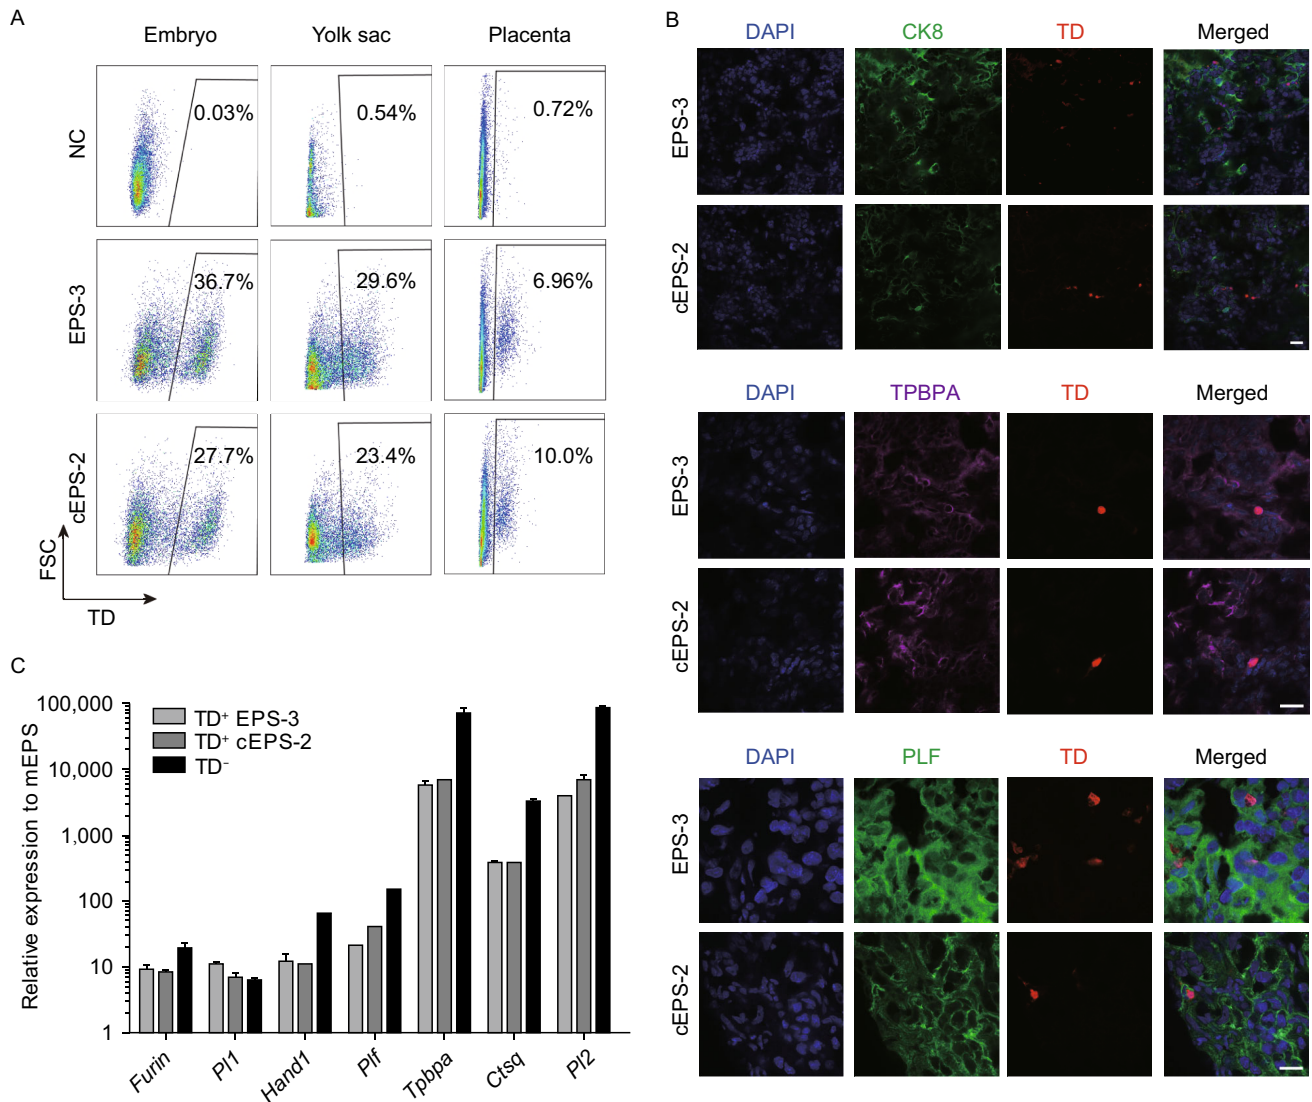 A
Embryo Yolk sac Placenta
NC
0.03% 0.54% 0.72%
EPS-3
36.7% 29.6% 6.96%
cEPS-2
27.7% 23.4% 10.0%
FSC
TD
B
DAPI CK8 TD Merged
EPS-3
cEPS-2
DAPI TPBPA TD Merged
EPS-3
cEPS-2
DAPI PLF TD Merged
EPS-3
cEPS-2
C
Relative expression to mEPS
100,000
10,000
1,000
100
10
1
TD⁺ EPS-3
TD⁺ cEPS-2
TD⁻
Furin Pl1 Hand1 Plf Tpbpa Ctsq Pl2